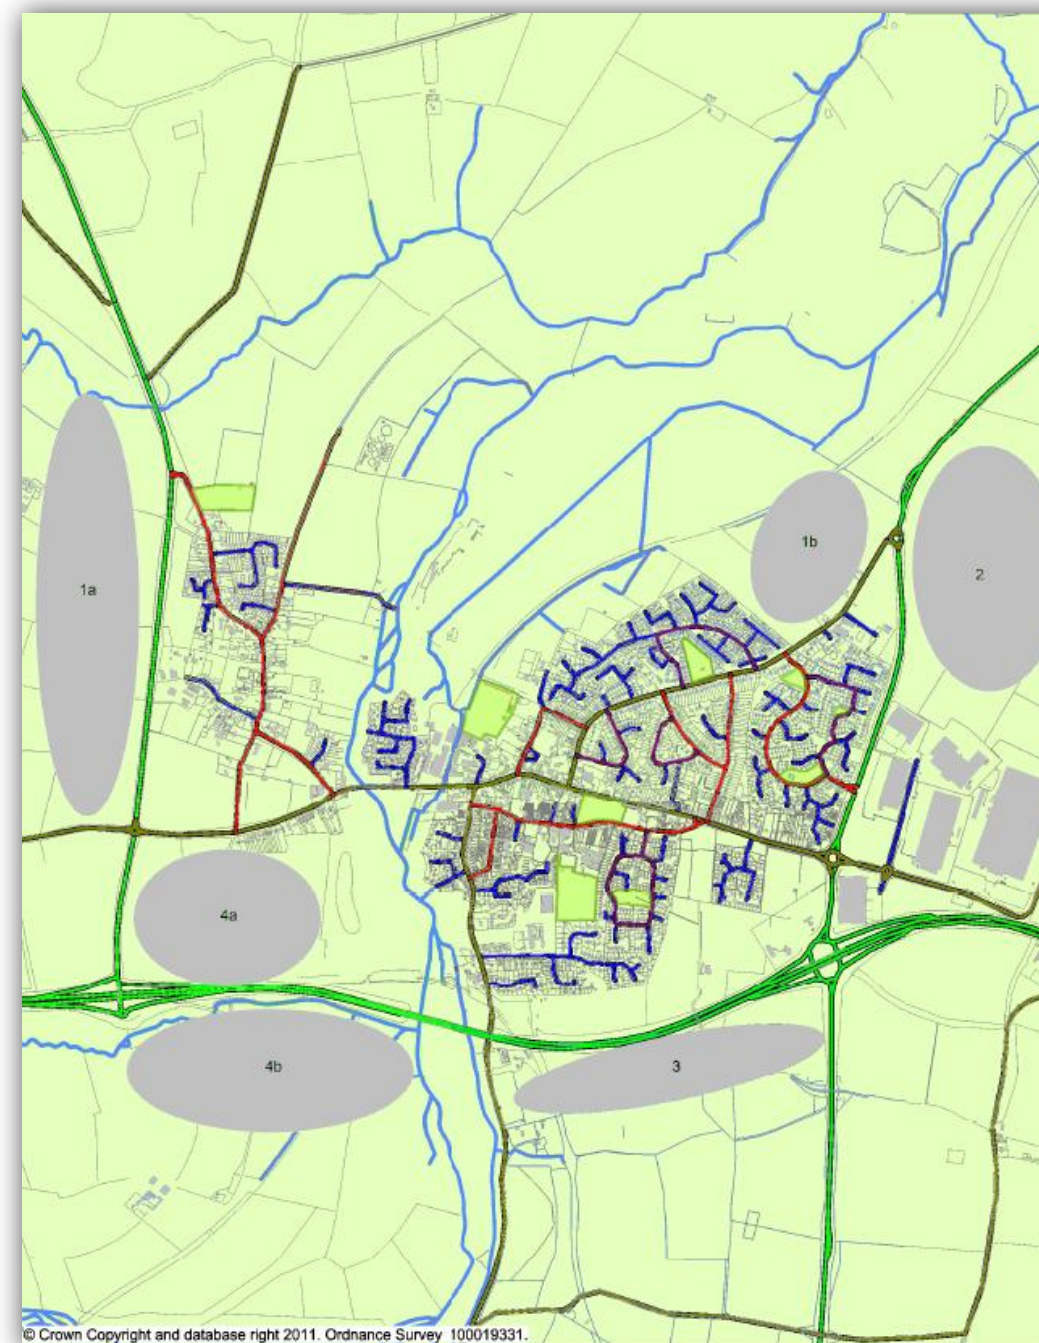 1b
2
1a
4a
4b
3
© Crown Copyright and database right 2011. Ordnance Survey 100019331.